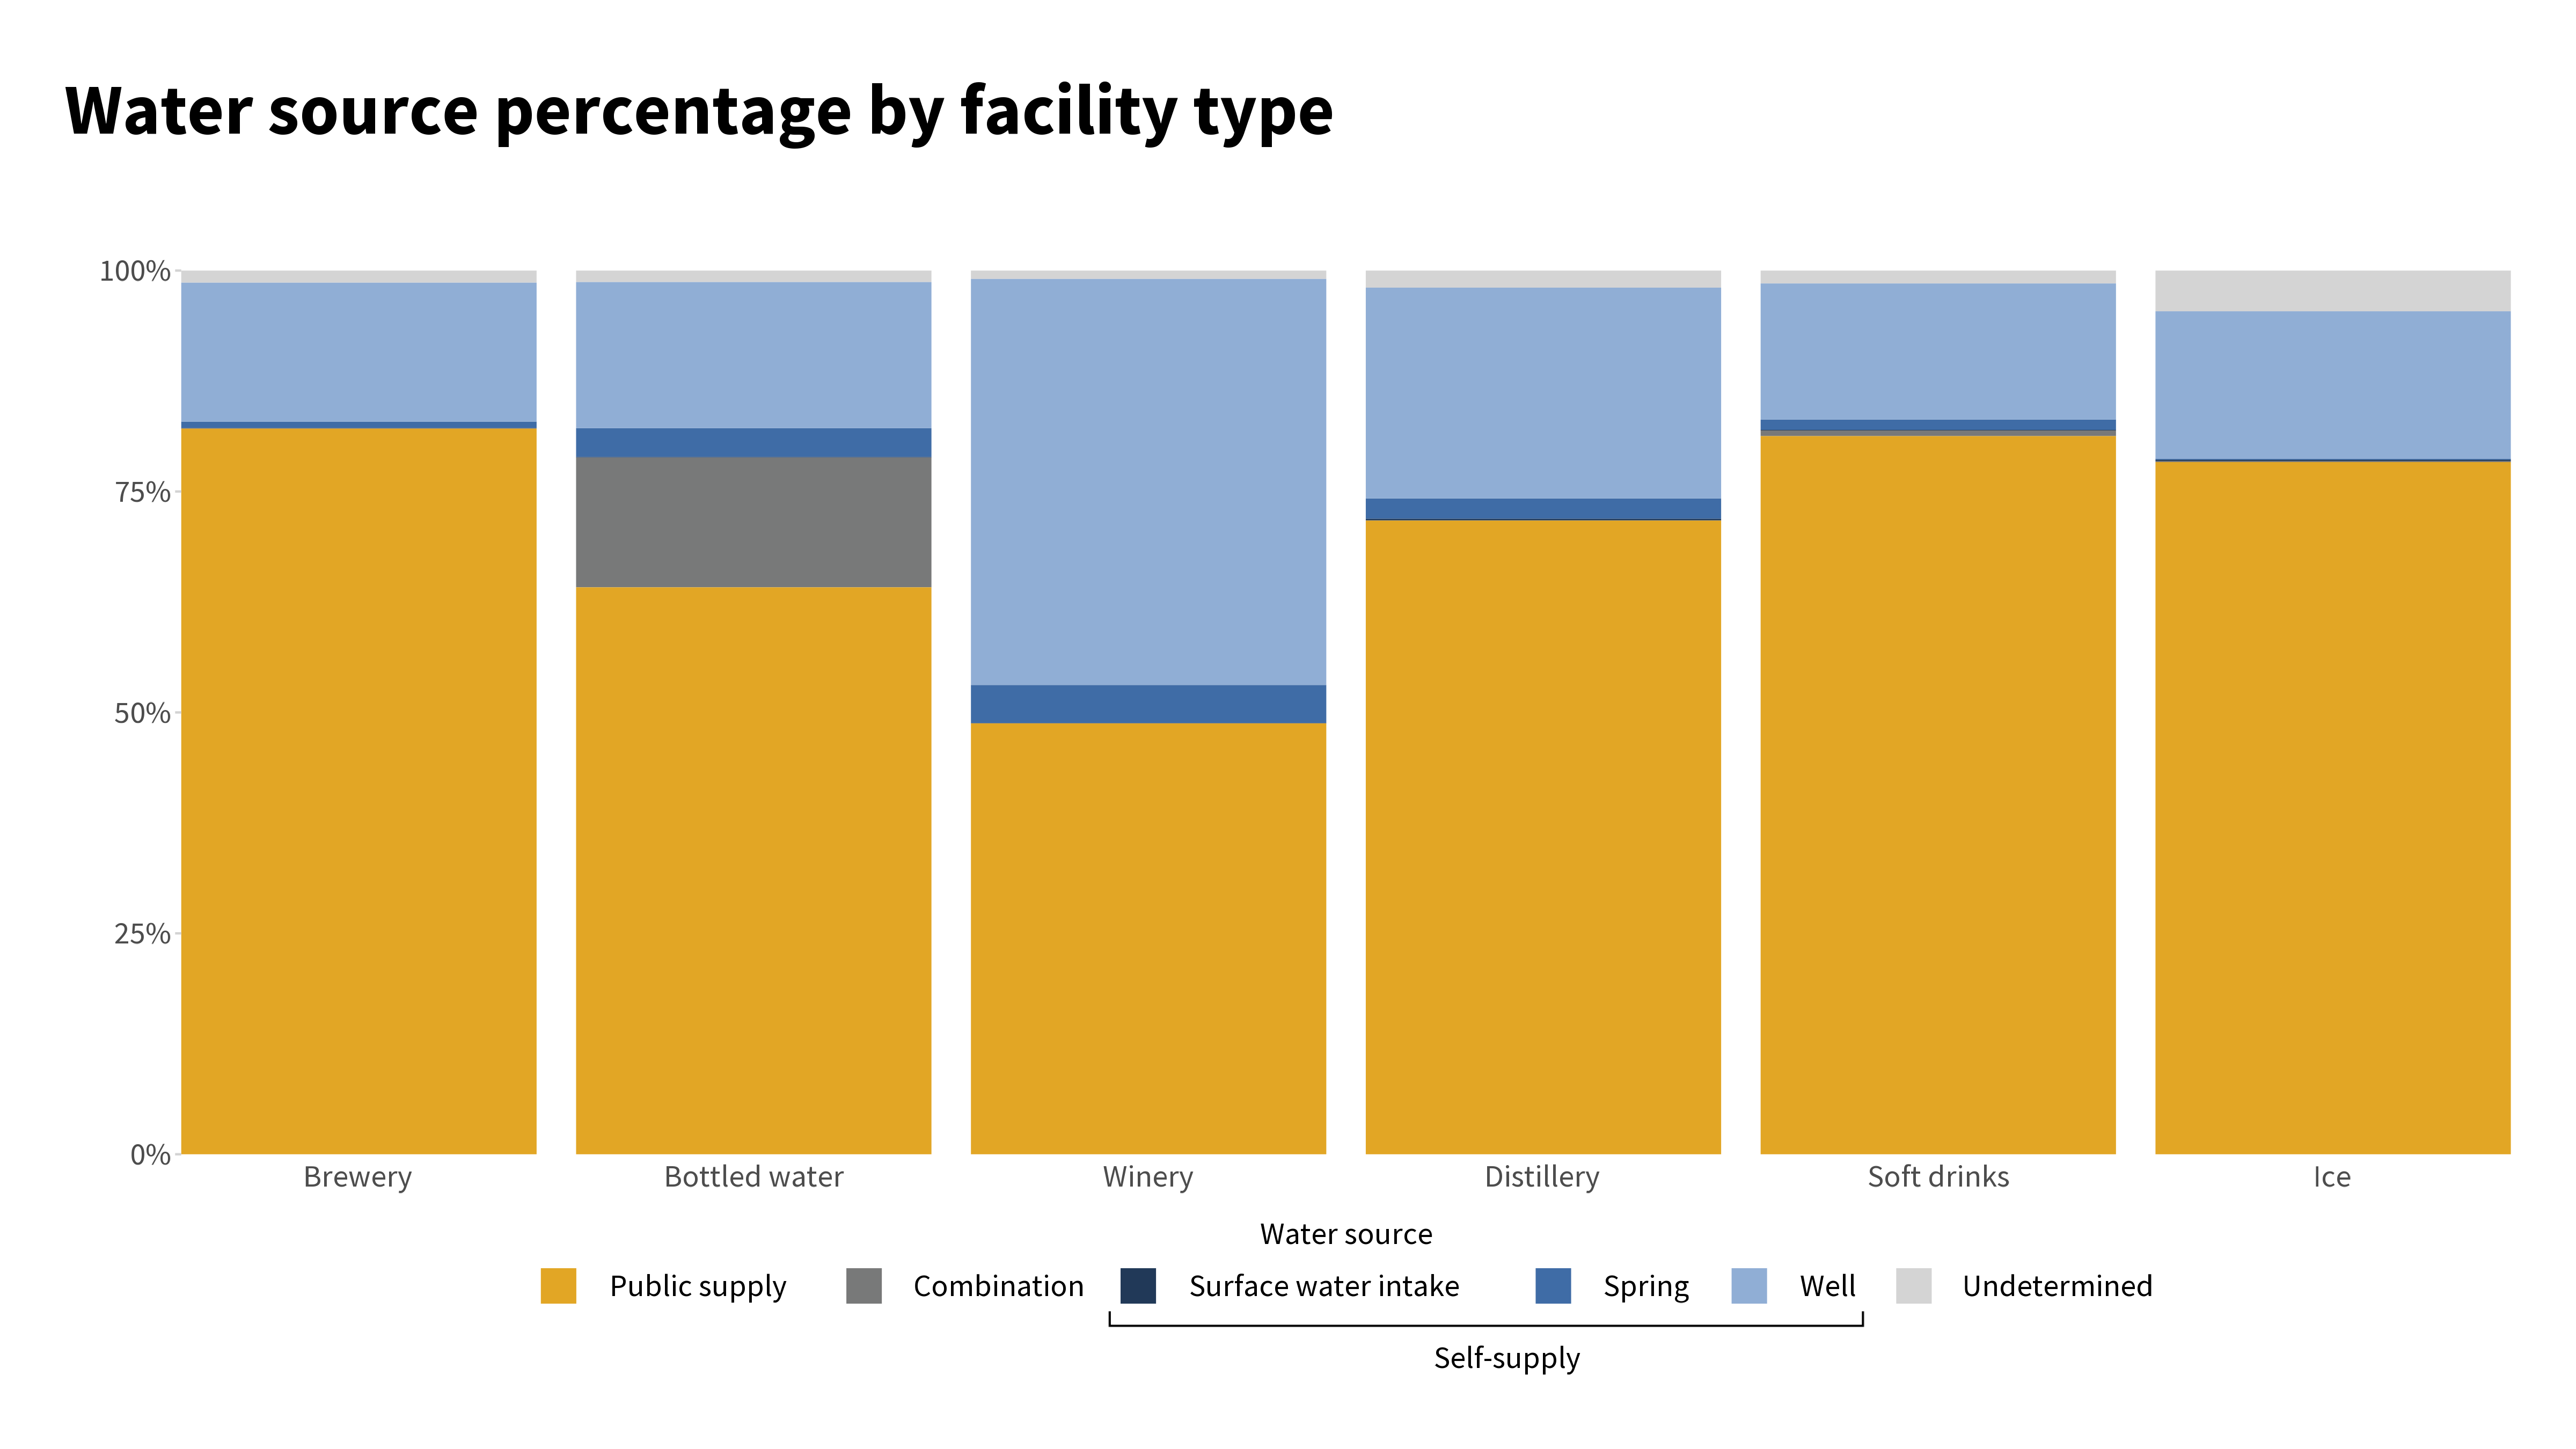 Water source percentage by facility type
100%
75%
50%
25%
0%
Brewery Bottled water Winery Distillery Soft drinks Ice
Water source
Public supply Combination Surface water intake Spring Well Undetermined
Self-supply